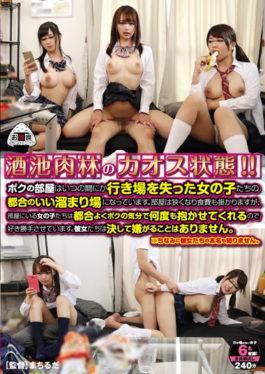 酒池肉林のカオス状態!!
ボクの部屋はいつの間にか行き場を失った女の子たちの
都合のいい溜まり場になっています。部屋は狭くなり食費も掛かりますが、
部屋にいる女の子たちは都合よくボクの気分で何度も抱かせてくれるので
好き勝手させています。彼女たちは決して嫌がることはありません。
ちなみに彼女たちの本名も知りません。
[監督]まちるだ
240分